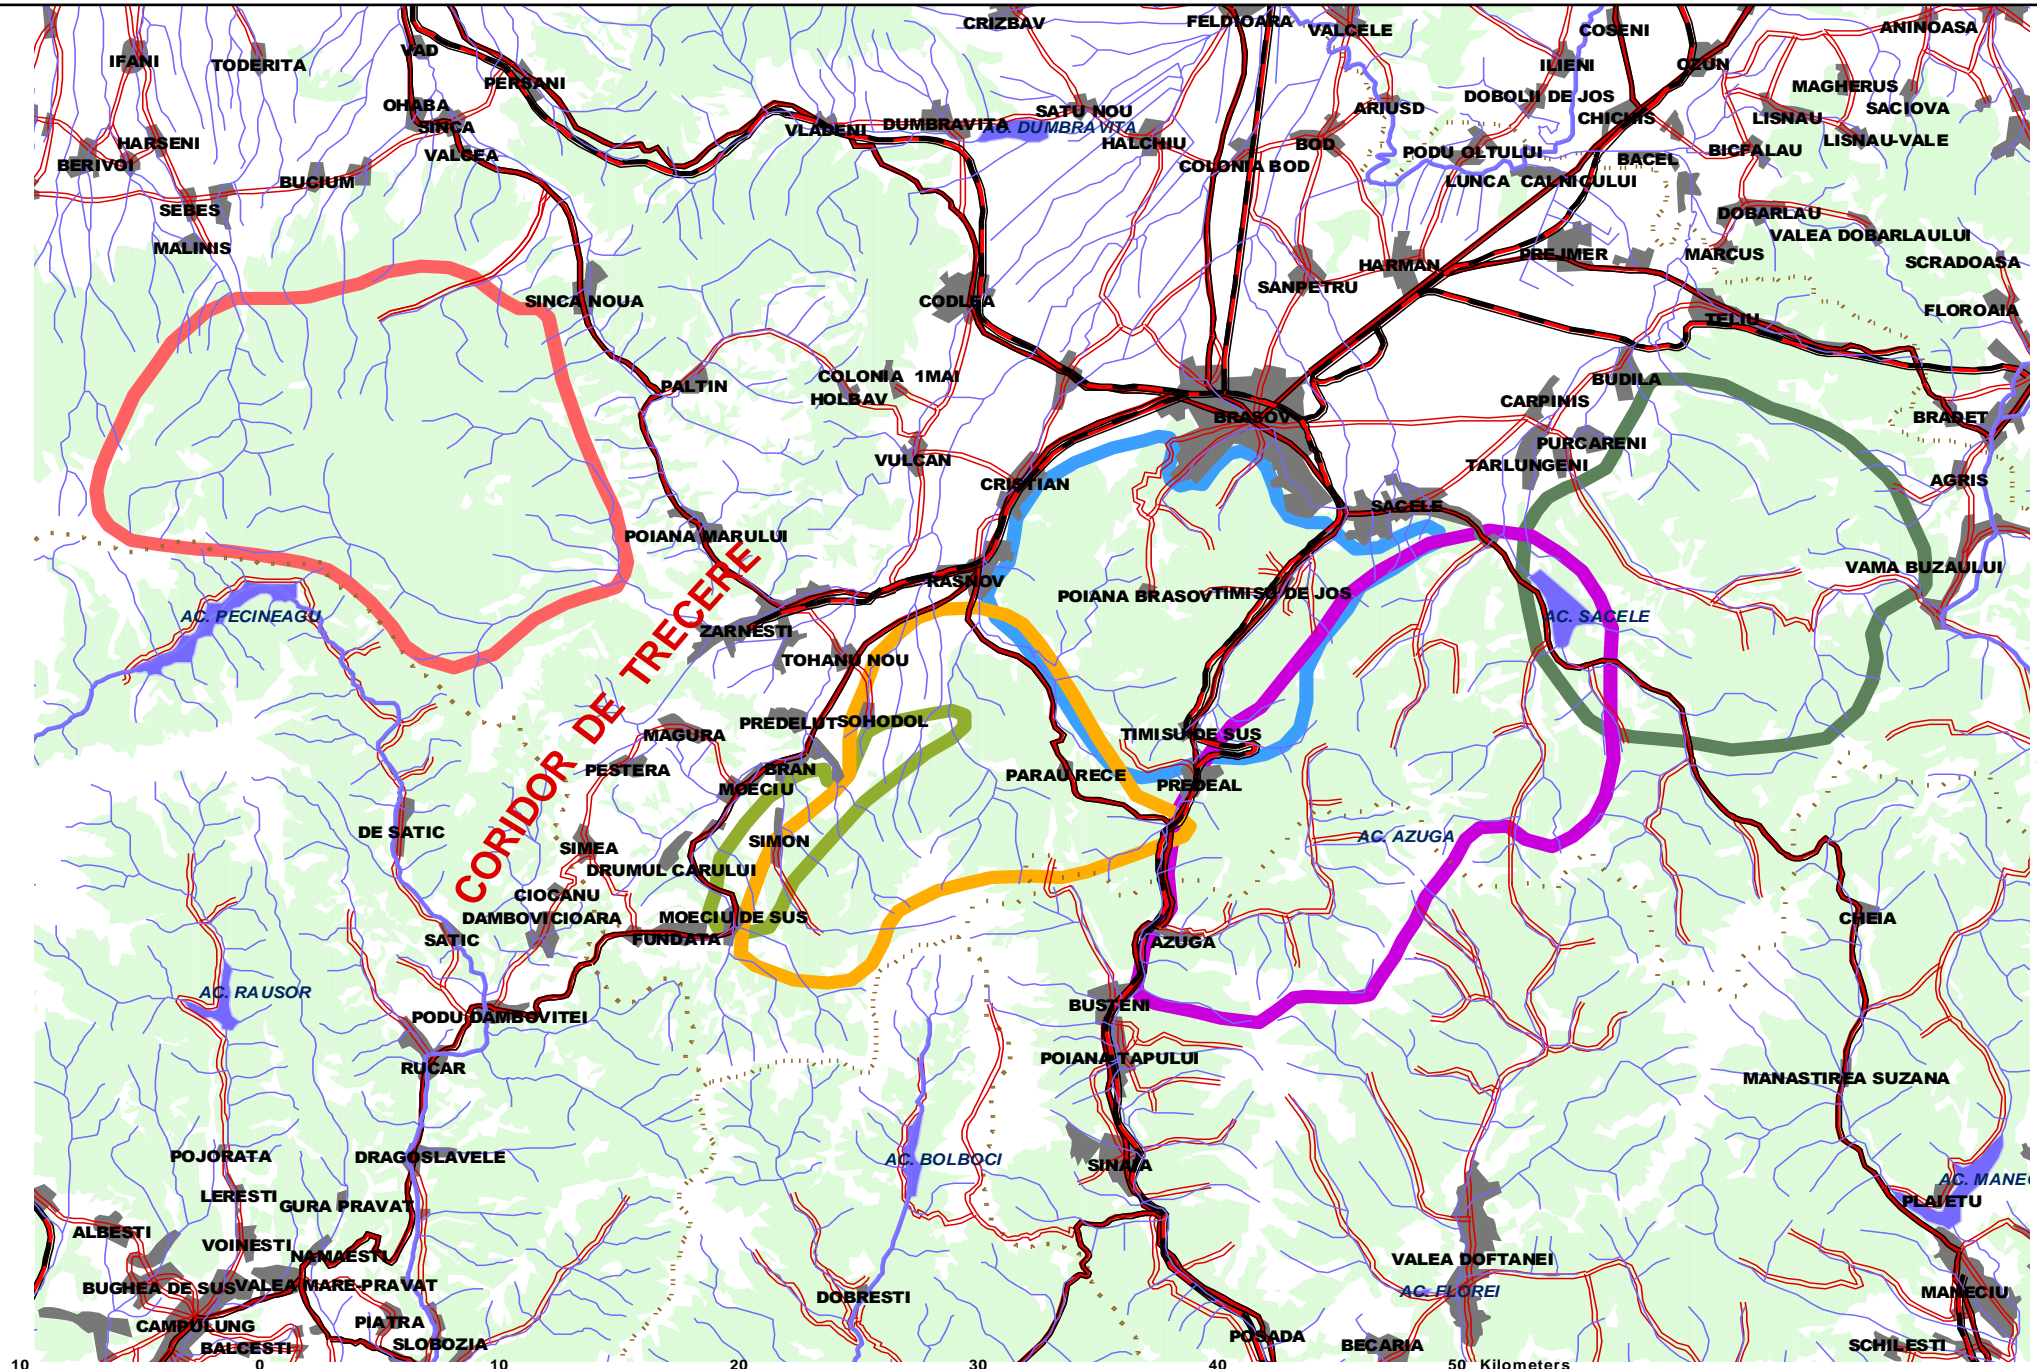 CRIZBAV
FELDIOARA
VALCELE
COSENI
ANINOASA
VAD
IFANI
TODERITA
ILIENI
OZUN
PERSANI
MAGHERUS
OHABA
SATU NOU
ARIUSD
DOBOLII DE JOS
SACIOVA
SINCA
VLADENI
DUMBRAVITA
AC. DUMBRAVITA
CHICHIS
LISNAU
HARSENI
HALCHIU
BOD
LISNAU-VALE
VALCEA
PODU OLTULUI
BACEL
BICFALAU
BERIVOI
COLONIA BOD
BUCIUM
LUNCA CALNICULUI
SEBES
DOBARLAU
MALINIS
VALEA DOBARLAULUI
PREJMER
MARCUS
HARMAN
SCRADOASA
SINCA NOUA
CODLEA
SANPETRU
FLOROAIA
TELIU
PALTIN
COLONIA 1MAI
BUDILA
HOLBAV
CARPINIS
BRASOV
BRADET
PURCARENI
VULCAN
TARLUNGENI
CRISTIAN
AGRIS
SACELE
POIANA MARULUI
VAMA BUZAULUI
RASNOV
POIANA BRASOV
TIMISU DE JOS
AC. PECINEAGU
AC. SACELE
ZARNESTI
CORIDOR DE TRECERE
TOHANU NOU
PREDELUT
SOHODOL
MAGURA
TIMISU DE SUS
PESTERA
BRAN
PARAU RECE
MOECIU
PREDEAL
DE SATIC
SIMON
AC. AZUGA
SIMEA
DRUMUL CARULUI
CIOCANU
DAMBOVICIOARA
MOECIU DE SUS
CHEIA
SATIC
FUNDATA
AZUGA
AC. RAUSOR
BUSTENI
PODU DAMBOVITEI
POIANA TAPULUI
RUCAR
MANASTIREA SUZANA
POJORATA
DRAGOSLAVELE
AC. BOLBOCI
SINAIA
AC. MANEC
LERESTI
GURA PRAVAT
PLAIETU
ALBESTI
VOINESTI
NAMAESTI
VALEA DOFTANEI
BUGHEA DE SUS
VALEA MARE-PRAVAT
AC. FLOREI
MANECIU
DOBRESTI
CAMPULUNG
PIATRA
POSADA
BALCESTI
SLOBOZIA
BECARIA
SCHILESTI
10 0 10 20 30 40 50 Kilometers